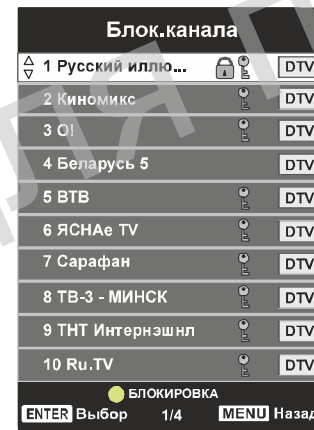 Блок.канала
1 Русский иллю... DTV
2 Киномикс DTV
3 О! DTV
4 Беларусь 5 DTV
5 ВТВ DTV
6 ЯСНАе TV DTV
7 Сарафан DTV
8 ТВ-3 - МИНСК DTV
9 ТНТ Интернэшнл DTV
10 Ru.TV DTV
БЛОКИРОВКА
ENTER Выбор 1/4 MENU Назад